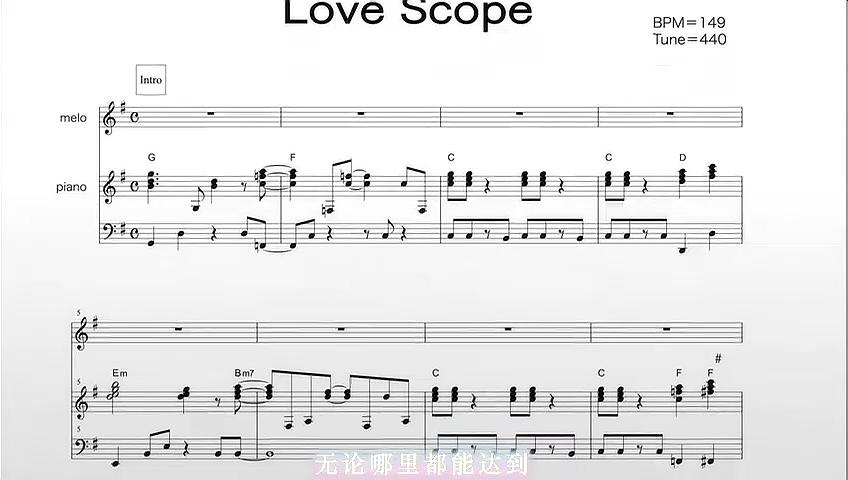 Love Scope
BPM=149
Tune=440
Intro
melo
piano
G F C C D
5
5
Em Bm7 C C F F
#
5
无论哪里都能达到